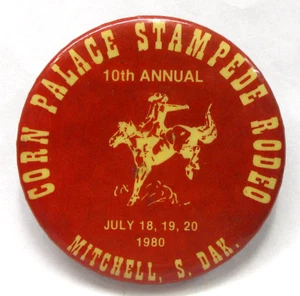 CORN PALACE STAMPEDE RODEO
10th ANNUAL
JULY 18, 19, 20
1980
MITCHELL, S. DAK.